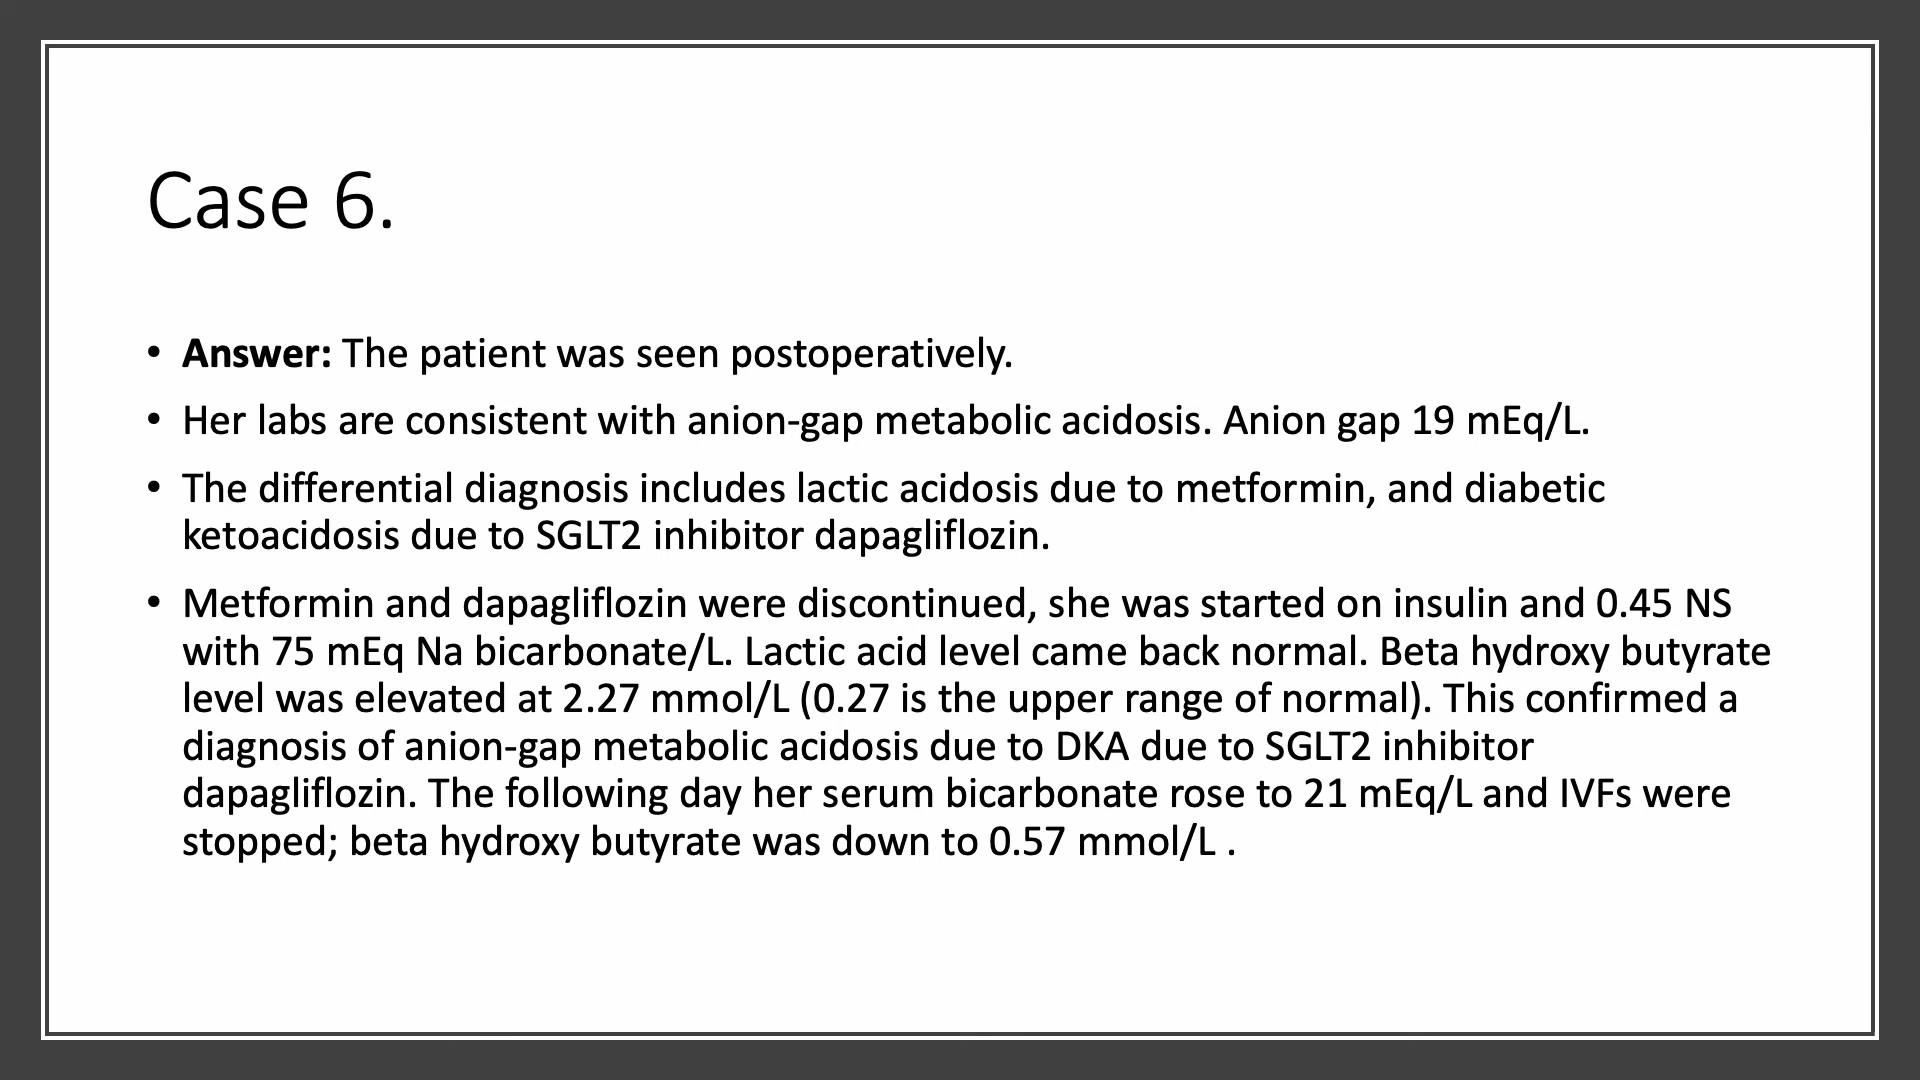 Case 6.
• Answer: The patient was seen postoperatively.
• Her labs are consistent with anion-gap metabolic acidosis. Anion gap 19 mEq/L.
• The differential diagnosis includes lactic acidosis due to metformin, and diabetic
ketoacidosis due to SGLT2 inhibitor dapagliflozin.
• Metformin and dapagliflozin were discontinued, she was started on insulin and 0.45 NS
with 75 mEq Na bicarbonate/L. Lactic acid level came back normal. Beta hydroxy butyrate
level was elevated at 2.27 mmol/L (0.27 is the upper range of normal). This confirmed a
diagnosis of anion-gap metabolic acidosis due to DKA due to SGLT2 inhibitor
dapagliflozin. The following day her serum bicarbonate rose to 21 mEq/L and IVFs were
stopped; beta hydroxy butyrate was down to 0.57 mmol/L .